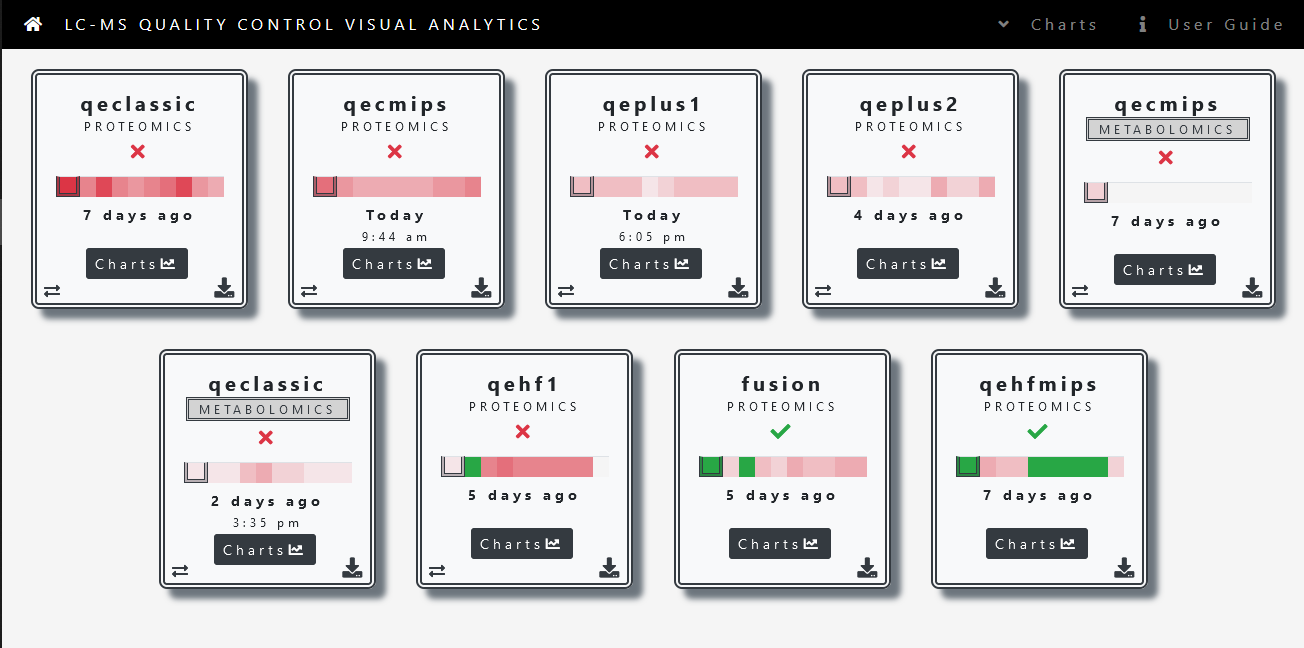 LC-MS QUALITY CONTROL VISUAL ANALYTICS
Charts
User Guide
qeclassic
PROTEOMICS
7 days ago
Charts
qecmips
PROTEOMICS
Today
9:44 am
Charts
qeplus1
PROTEOMICS
Today
6:05 pm
Charts
qeplus2
PROTEOMICS
4 days ago
Charts
qecmips
METABOLOMICS
7 days ago
Charts
qeclassic
METABOLOMICS
2 days ago
3:35 pm
Charts
qehf1
PROTEOMICS
5 days ago
Charts
fusion
PROTEOMICS
5 days ago
Charts
qehfmips
PROTEOMICS
7 days ago
Charts